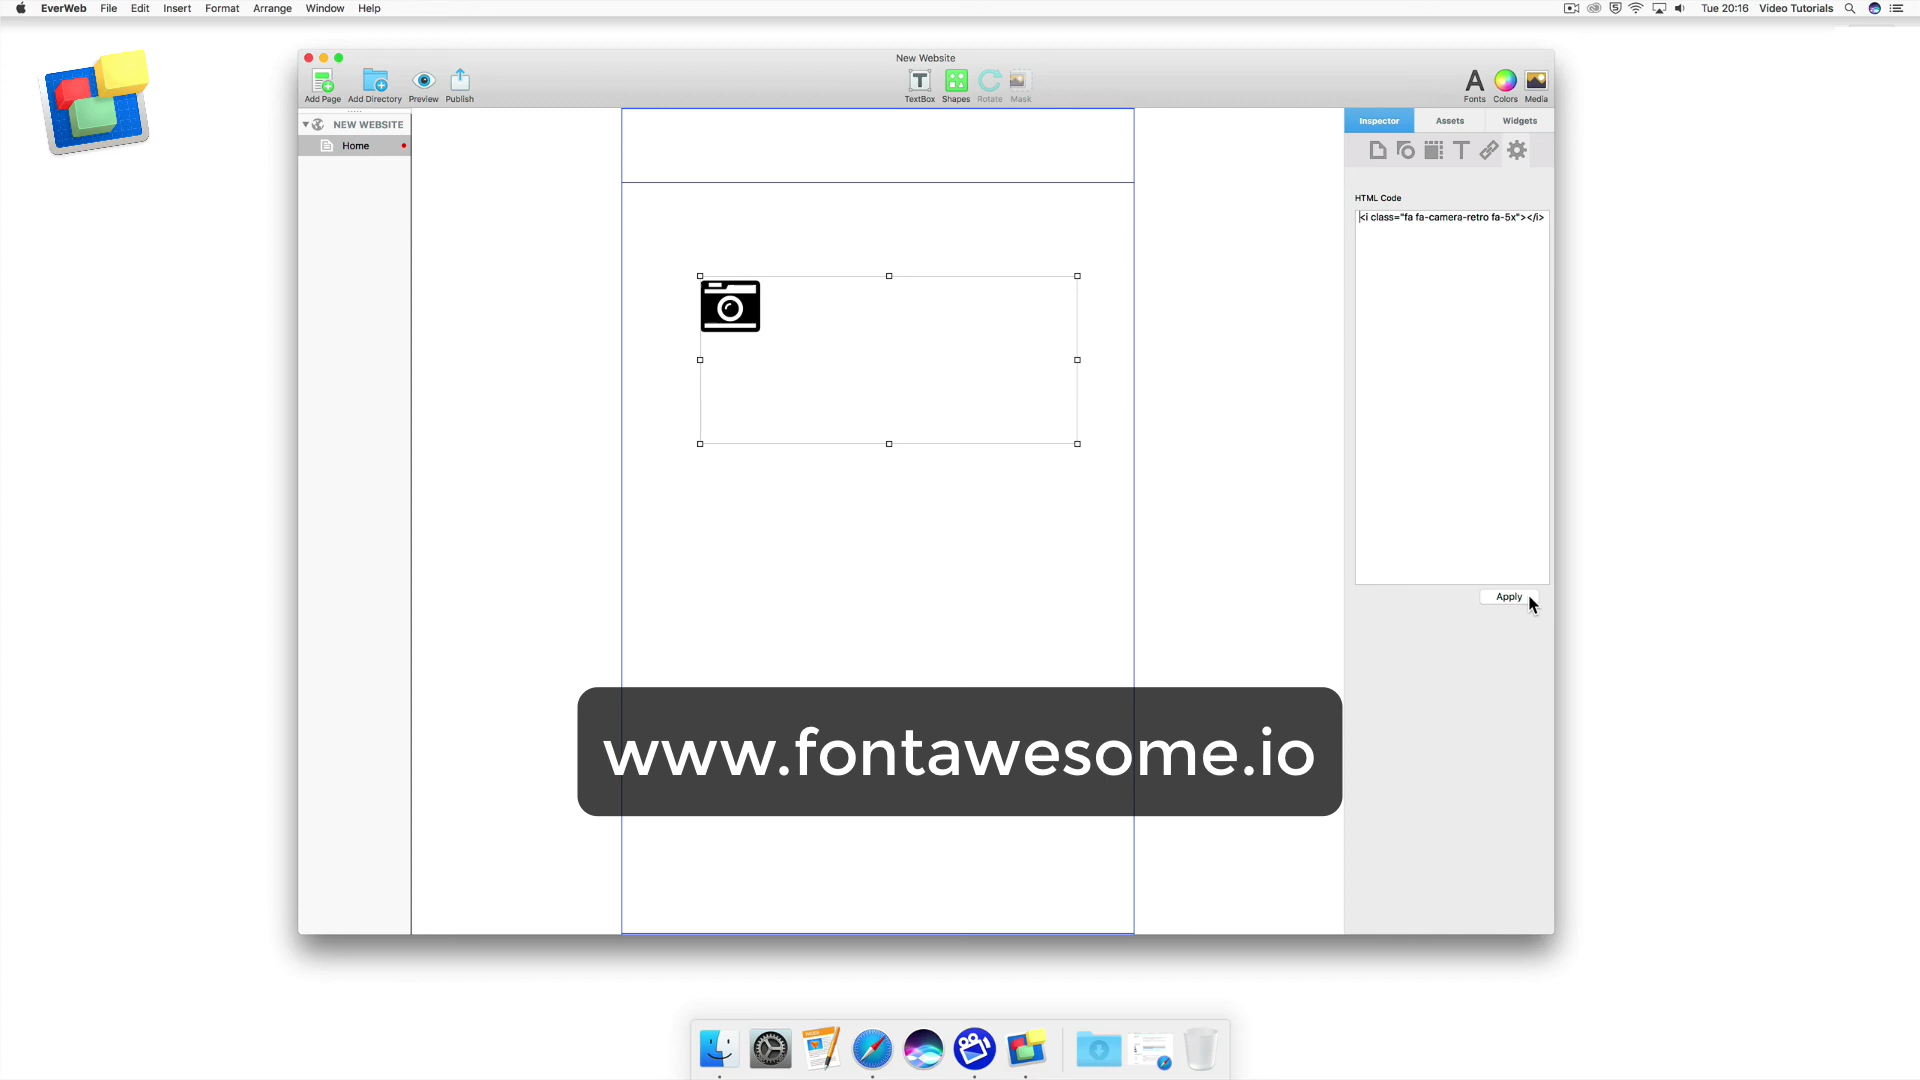 EverWeb File Edit Insert Format Arrange Window Help
Tue 20:16 Video Tutorials
New Website
Add Page Add Directory Preview Publish
TextBox Shapes Rotate Mask
Fonts Colors Media
NEW WEBSITE
Home
Inspector Assets Widgets
HTML Code
<i class="fa fa-camera-retro fa-5x"></i>
Apply
www.fontawesome.io